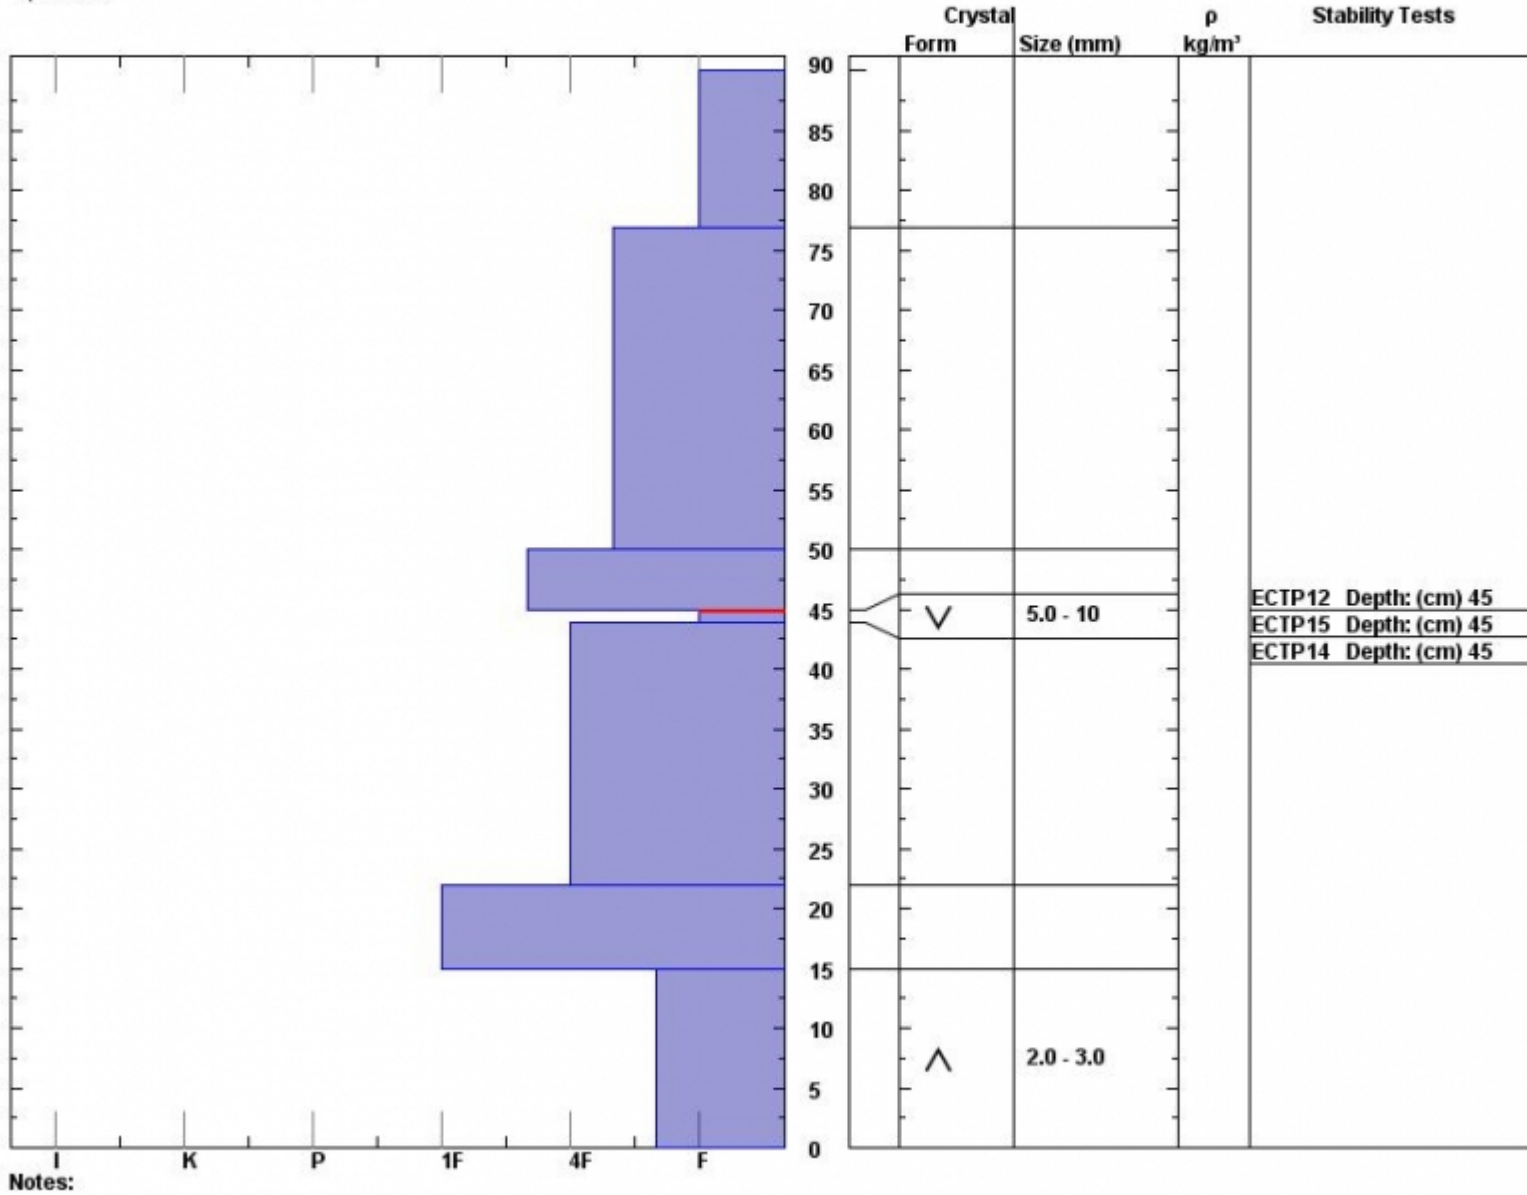 Crystal ρ Stability Tests
Form Size (mm) kg/m³
90
85
80
75
70
65
60
55
50
45
40
35
30
25
20
15
10
5
0
5.0 - 10
2.0 - 3.0
ECTP12 Depth: (cm) 45
ECTP15 Depth: (cm) 45
ECTP14 Depth: (cm) 45
I K P 1F 4F F
Notes: